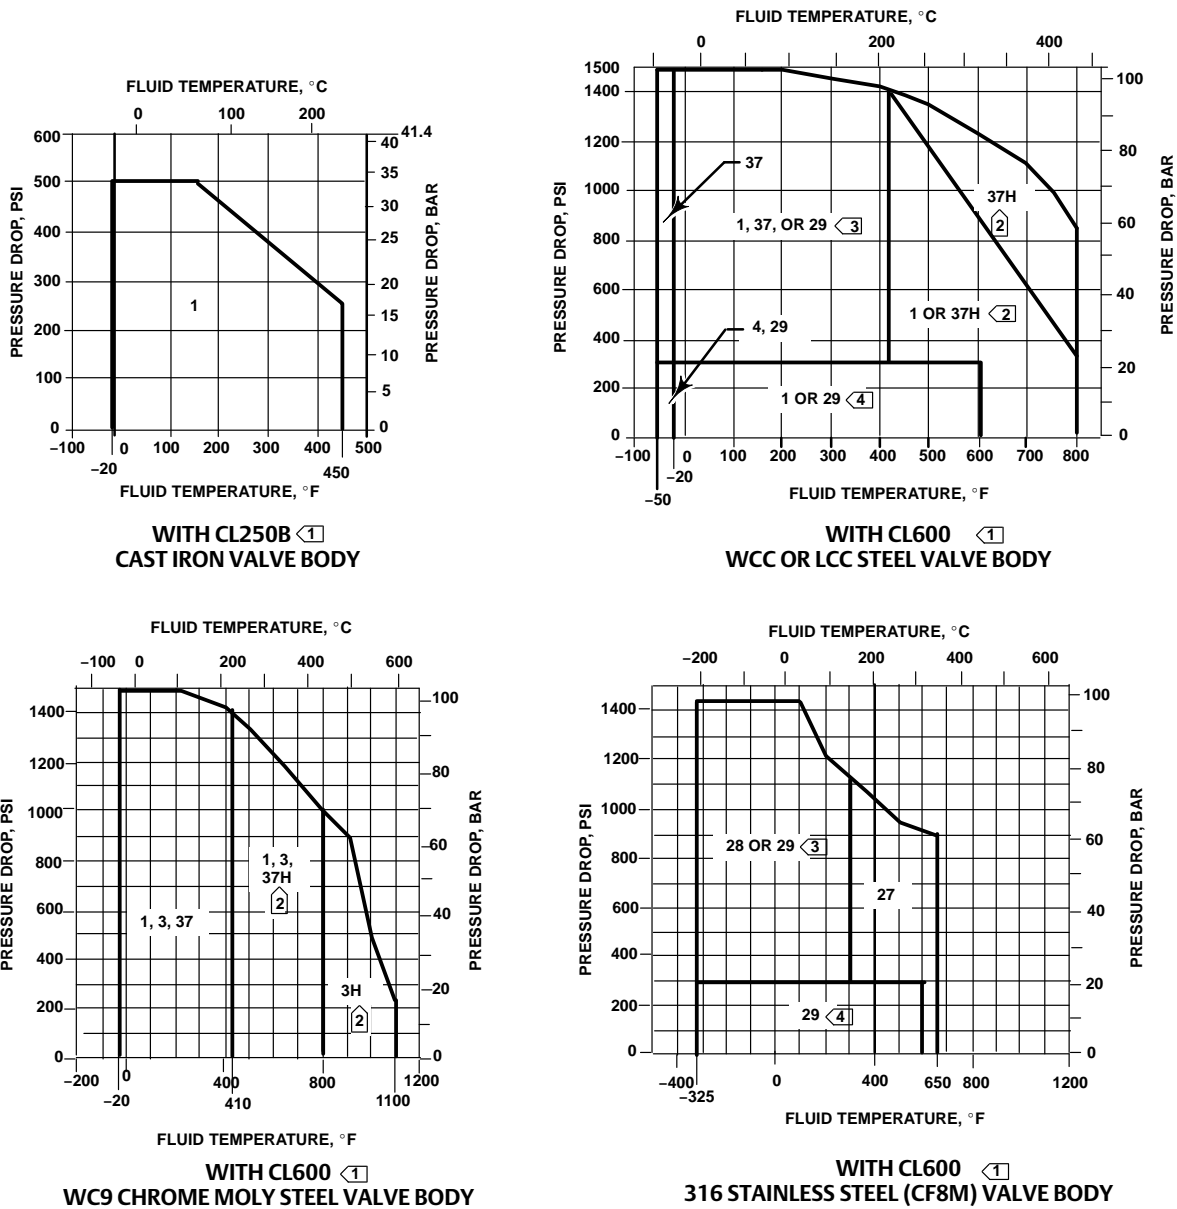 FLUID TEMPERATURE, °C
0 100 200
600 500 400 300 200 100 0
PRESSURE DROP, PSI
41.4
40 35 30 25 20 15 10 5 0
PRESSURE DROP, BAR
1
–100 0 100 200 300 400 500
–20 450
FLUID TEMPERATURE, °F
WITH CL250B 1
CAST IRON VALVE BODY
FLUID TEMPERATURE, °C
0 200 400
1500 1400 1200 1000 800 600 400 200 0
PRESSURE DROP, PSI
100 80 60 40 20 0
PRESSURE DROP, BAR
37
37H
2
1, 37, OR 29 3
1 OR 37H 2
4, 29
1 OR 29 4
–100 0 100 200 300 400 500 600 700 800
–20
–50
FLUID TEMPERATURE, °F
WITH CL600 1
WCC OR LCC STEEL VALVE BODY
FLUID TEMPERATURE, °C
–100 0 200 400 600
1400 1200 1000 800 600 400 200 0
PRESSURE DROP, PSI
100 80 60 40 20 0
PRESSURE DROP, BAR
1, 3,
37H
2
1, 3, 37
3H
2
–200 0 400 800 1200
–20 410 1100
FLUID TEMPERATURE, °F
WITH CL600 1
WC9 CHROME MOLY STEEL VALVE BODY
FLUID TEMPERATURE, °C
–200 0 200 400 600
1400 1200 1000 800 600 400 200 0
PRESSURE DROP, PSI
100 80 60 40 20 0
PRESSURE DROP, BAR
28 OR 29 3
27
29 4
–400 0 400 650 800 1200
–325
FLUID TEMPERATURE, °F
WITH CL600 1
316 STAINLESS STEEL (CF8M) VALVE BODY